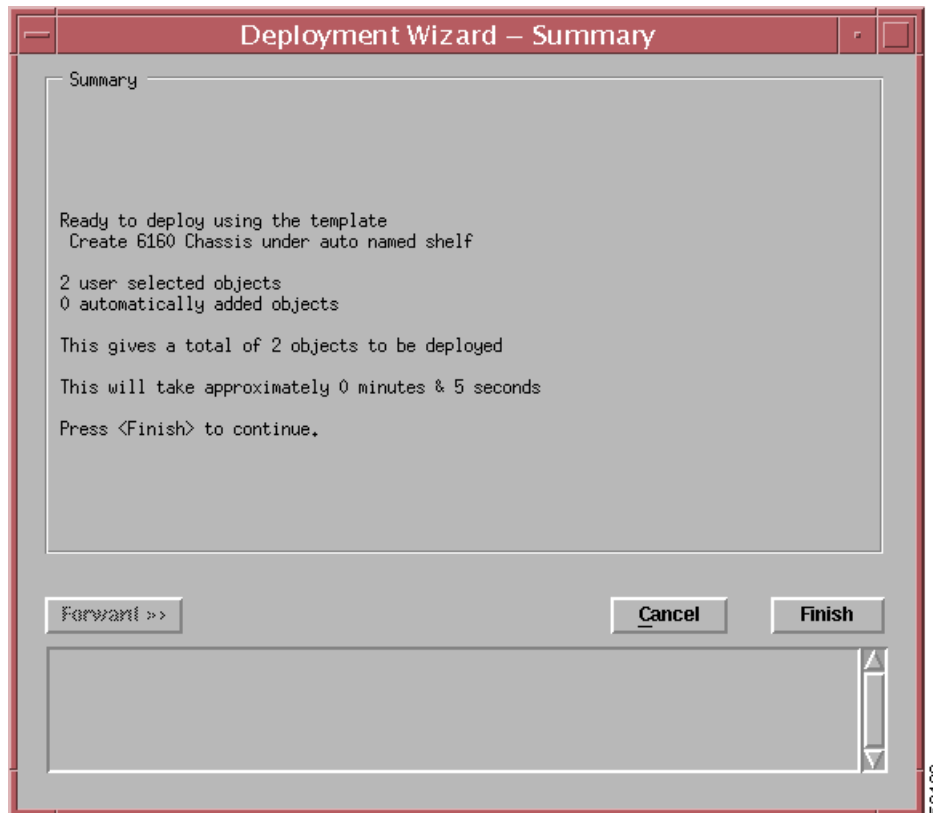 Deployment Wizard – Summary
Summary
Ready to deploy using the template
Create 6160 Chassis under auto named shelf
2 user selected objects
0 automatically added objects
This gives a total of 2 objects to be deployed
This will take approximately 0 minutes & 5 seconds
Press <Finish> to continue.
Forward >>
Cancel
Finish